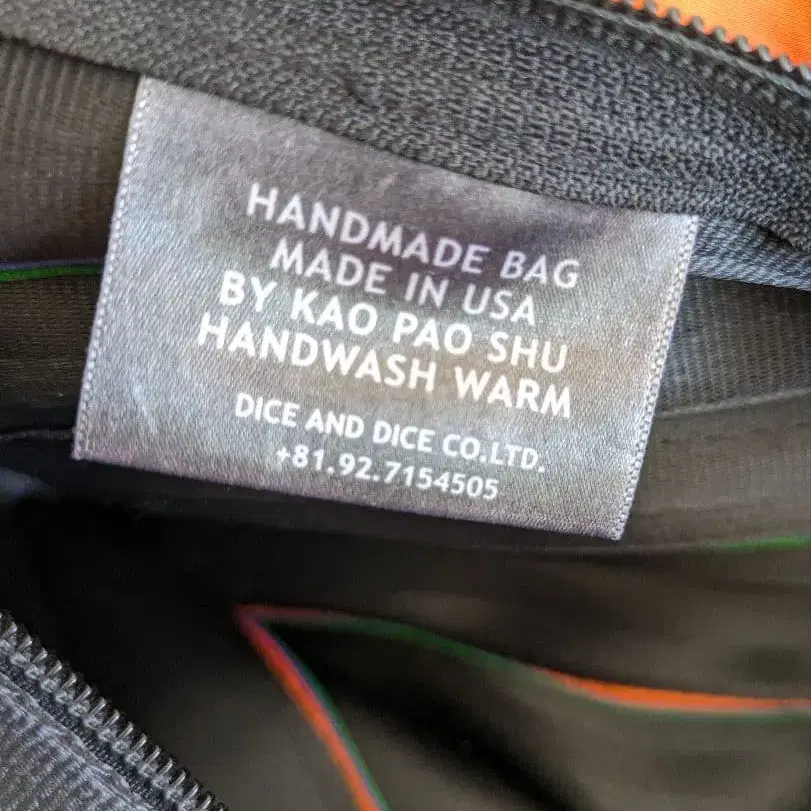 HANDMADE BAG
MADE IN USA
BY KAO PAO SHU
HANDWASH WARM
DICE AND DICE CO.LTD.
+81.92.7154505